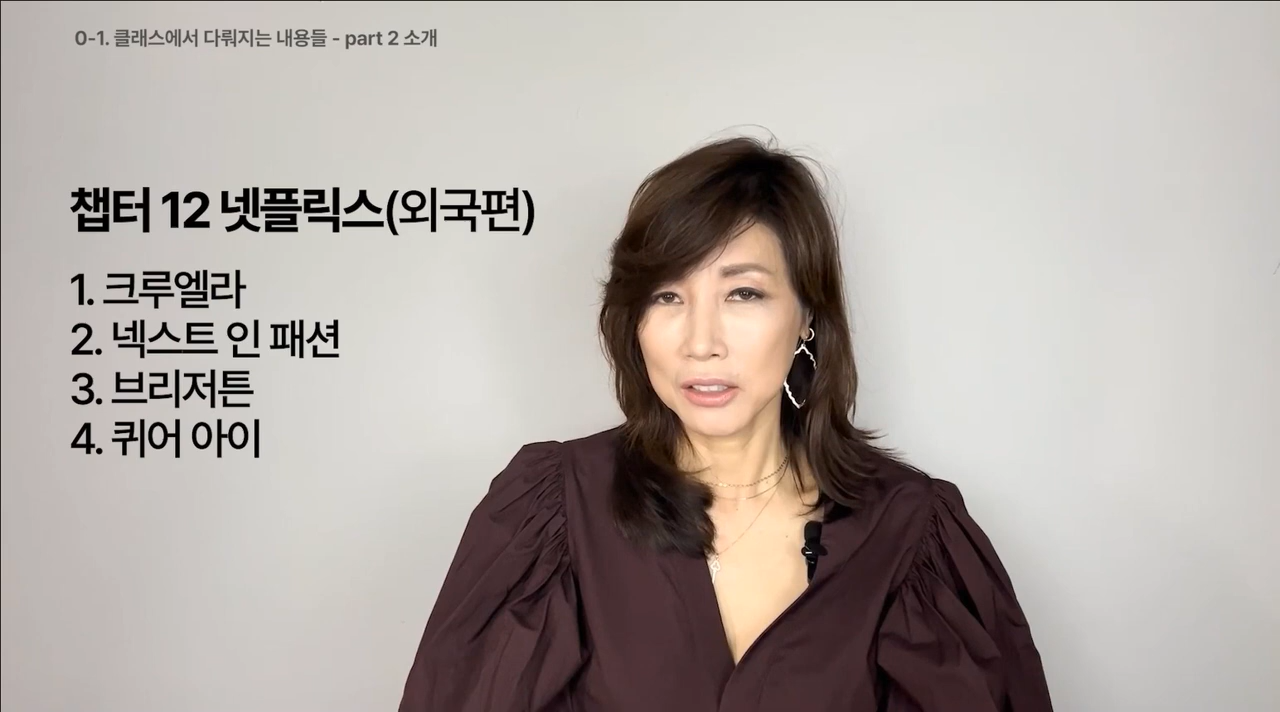 0-1. 클래스에서 다뤄지는 내용들 - part 2 소개
챕터 12 넷플릭스(외국편)
1. 크루엘라
2. 넥스트 인 패션
3. 브리저튼
4. 퀴어 아이